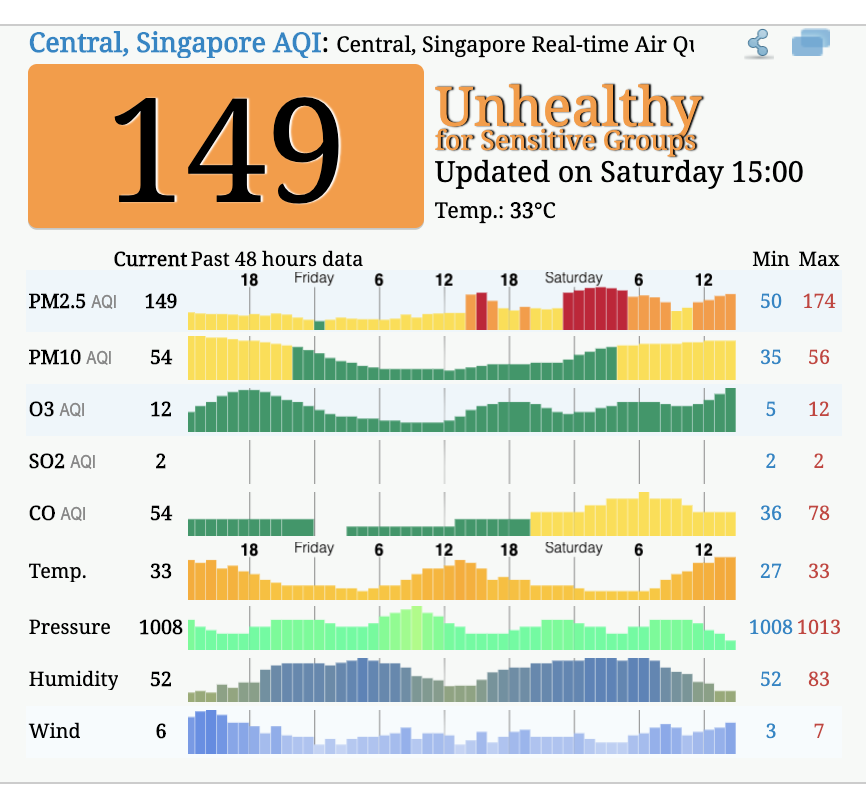 Central, Singapore AQI: Central, Singapore Real-time Air Qu
149
Unhealthy
for Sensitive Groups
Updated on Saturday 15:00
Temp.: 33°C
Current Past 48 hours data Min Max
18 Friday 6 12 18 Saturday 6 12
PM2.5 AQI 149 50 174
PM10 AQI 54 35 56
O3 AQI 12 5 12
SO2 AQI 2 2 2
CO AQI 54 36 78
18 Friday 6 12 18 Saturday 6 12
Temp. 33 27 33
Pressure 1008 1008 1013
Humidity 52 52 83
Wind 6 3 7